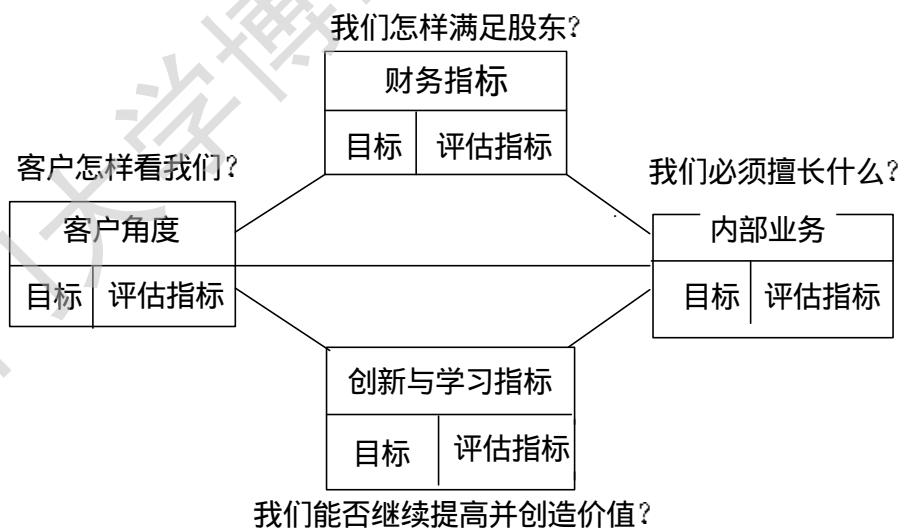 我们怎样满足股东？
财务指标
目标 评估指标
客户怎样看我们？
客户角度
目标 评估指标
我们必须擅长什么？
内部业务
目标 评估指标
创新与学习指标
目标 评估指标
我们能否继续提高并创造价值？
大学博